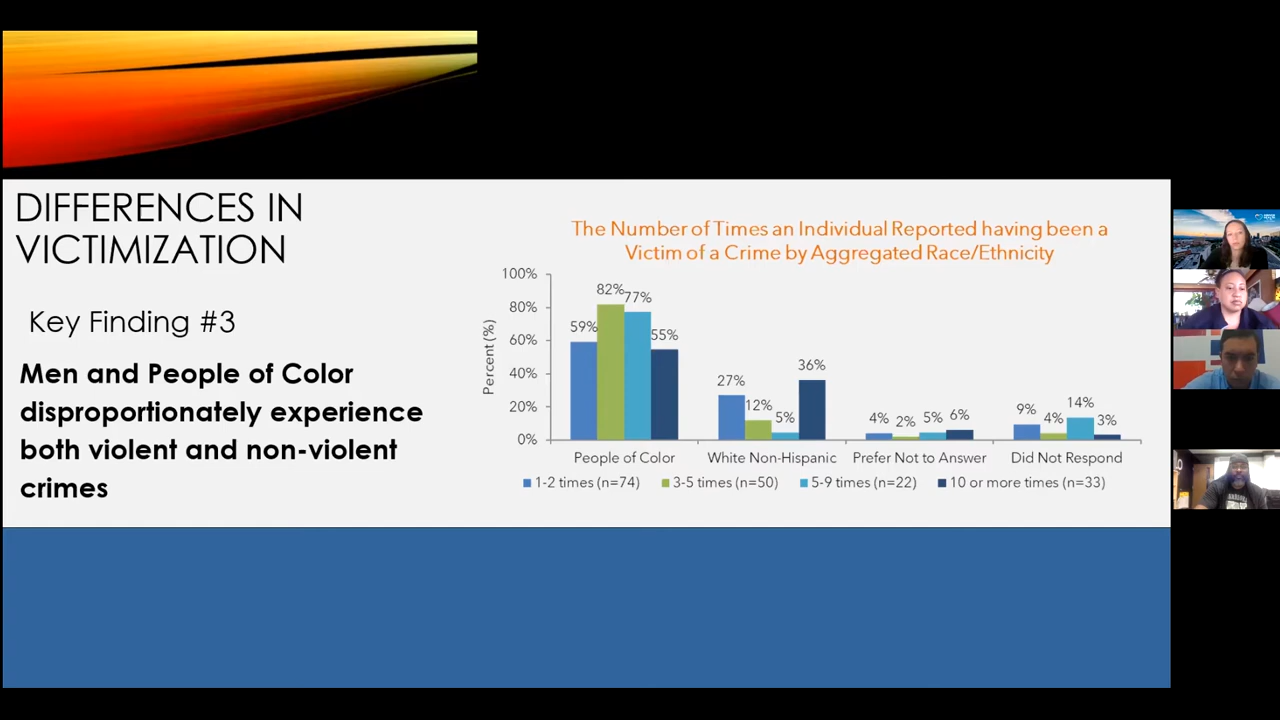 DIFFERENCES IN
VICTIMIZATION
Key Finding #3
Men and People of Color
disproportionately experience
both violent and non-violent
crimes
The Number of Times an Individual Reported having been a
Victim of a Crime by Aggregated Race/Ethnicity
Percent (%)
100%
80%
60%
40%
20%
0%
59% 82% 77% 55%
27% 12% 5% 36%
4% 2% 5% 6%
9% 4% 14% 3%
People of Color White Non-Hispanic Prefer Not to Answer Did Not Respond
1-2 times (n=74) 3-5 times (n=50) 5-9 times (n=22) 10 or more times (n=33)